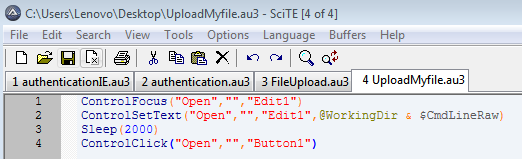 C:\Users\Lenovo\Desktop\UploadMyfile.au3 - SciTE [4 of 4]
File Edit Search View Tools Options Language Buffers Help
1 authenticationIE.au3 2 authentication.au3 3 FileUpload.au3 4 UploadMyfile.au3
1 ControlFocus("Open","","Edit1")
2 ControlSetText("Open","","Edit1",@WorkingDir & $CmdLineRaw)
3 Sleep(2000)
4 ControlClick("Open","","Button1")